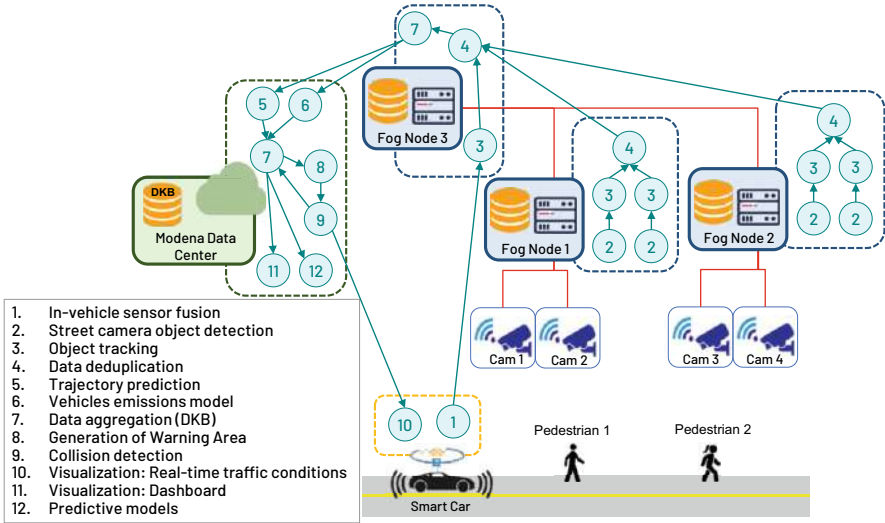 7
4
5
6
Fog Node 3
3
4
4
7
8
3
3
3
3
DKB
9
2
2
2
2
Modena Data
Center
Fog Node 1
Fog Node 2
11
12
Cam 1
Cam 2
Cam 3
Cam 4
1. In-vehicle sensor fusion
2. Street camera object detection
3. Object tracking
4. Data deduplication
5. Trajectory prediction
6. Vehicles emissions model
7. Data aggregation (DKB)
8. Generation of Warning Area
9. Collision detection
10. Visualization: Real-time traffic conditions
11. Visualization: Dashboard
12. Predictive models
10
1
Pedestrian 1
Pedestrian 2
Smart Car